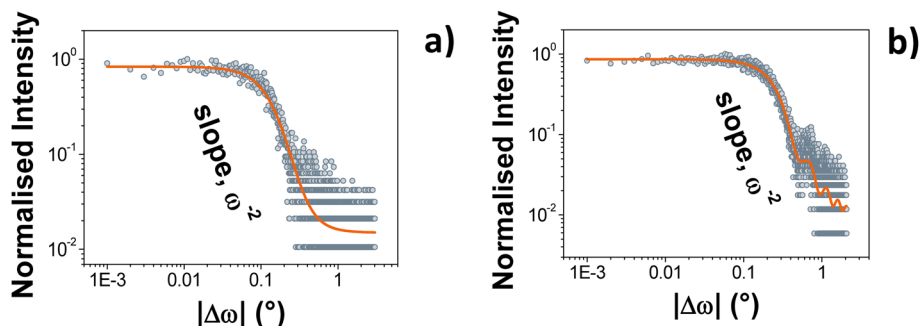 a)
Normalised Intensity
10⁰
10⁻¹
10⁻²
slope, ω⁻²
1E-3 0.01 0.1 1
|Δω| (°)
b)
Normalised Intensity
10⁰
10⁻¹
10⁻²
slope, ω⁻²
1E-3 0.01 0.1 1
|Δω| (°)